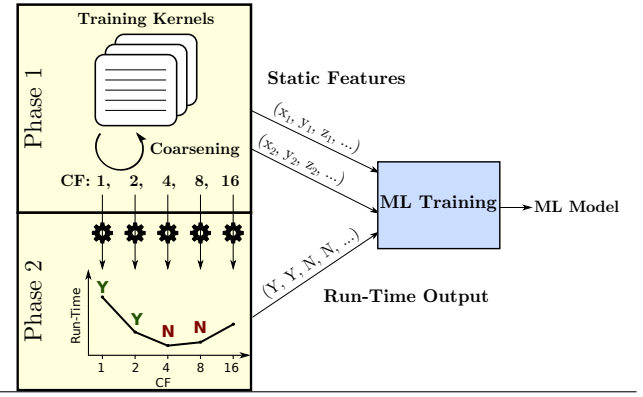 Training Kernels
Phase 1
Coarsening
CF: 1, 2, 4, 8, 16
Static Features
(x1, y1, z1, ...)
(x2, y2, z2, ...)
ML Training
ML Model
Phase 2
Run-Time
Y
Y
N
N
1 2 4 8 16
CF
(Y, Y, N, N, ...)
Run-Time Output